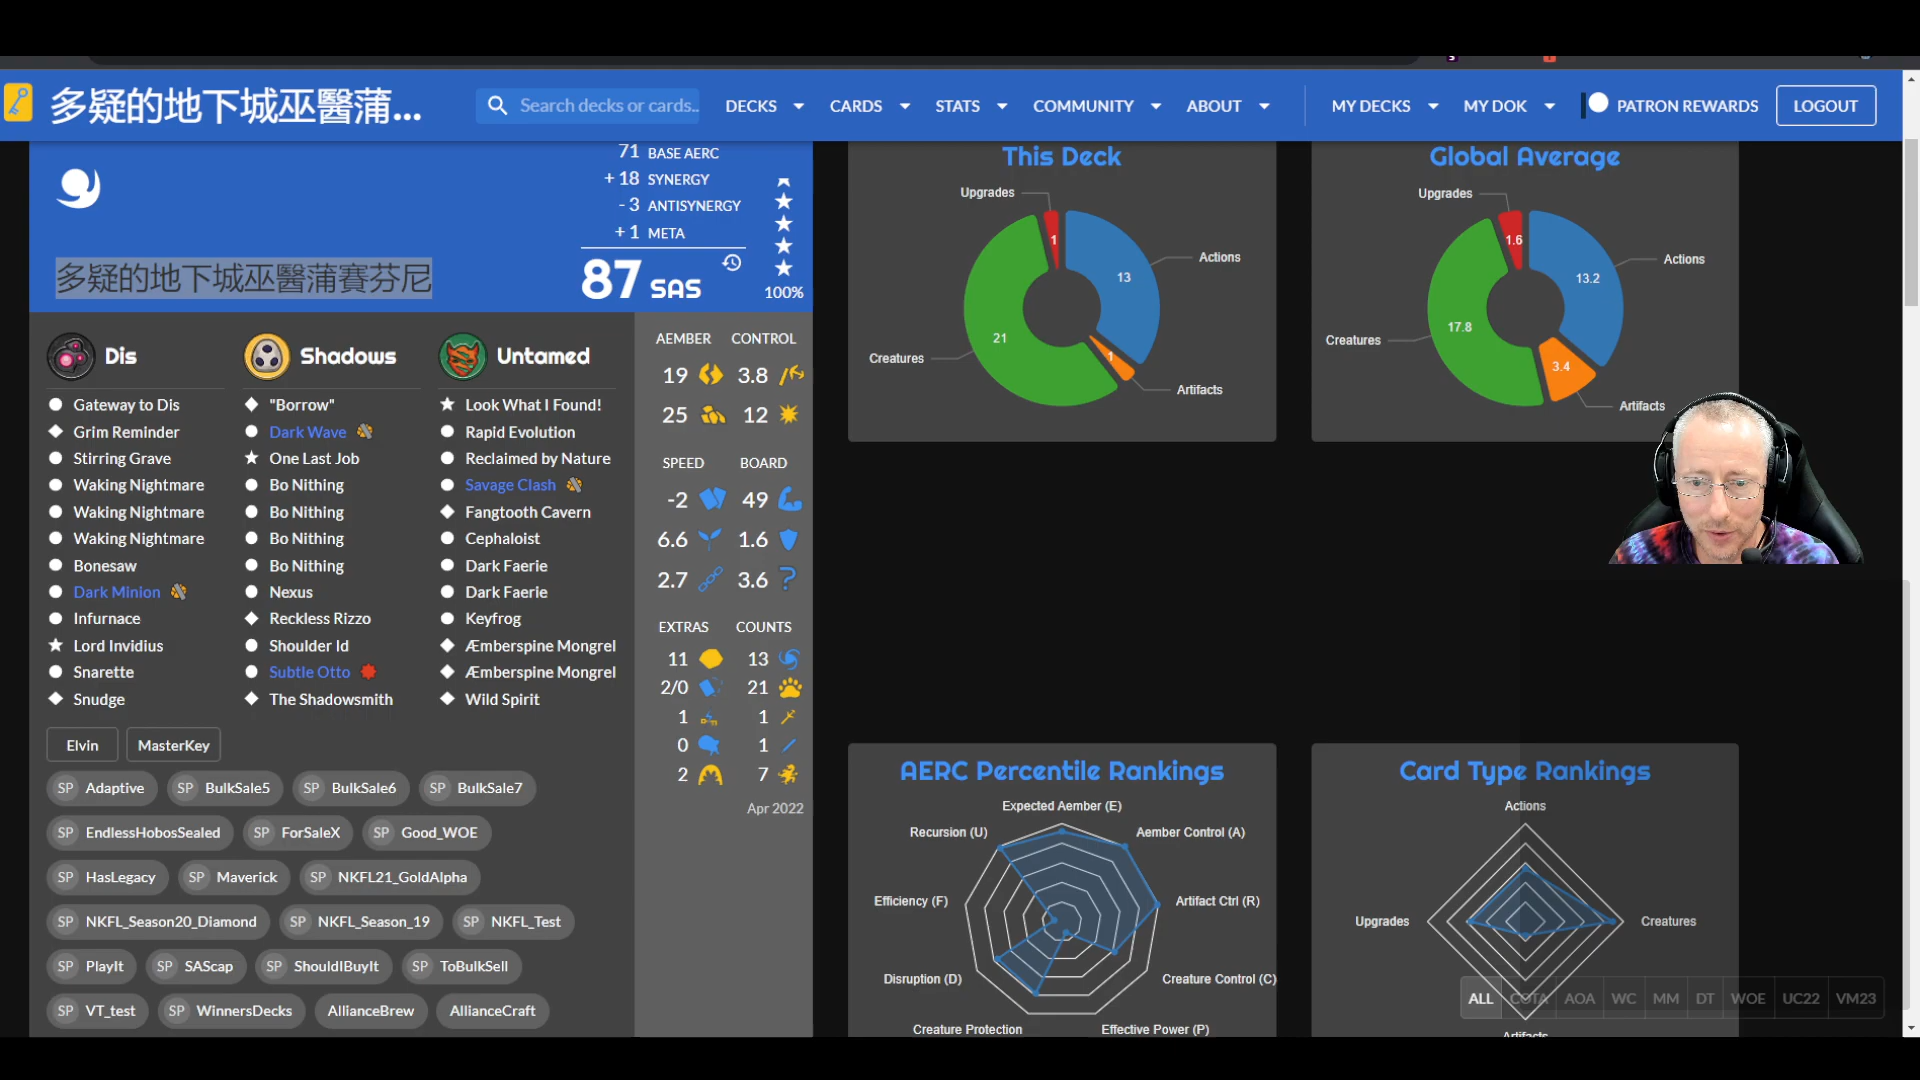 多疑的地下城巫醫蒲...
Search decks or cards..
DECKS
CARDS
STATS
COMMUNITY
ABOUT
MY DECKS
MY DOK
PATRON REWARDS
LOGOUT
71 BASE AERC
+ 18 SYNERGY
- 3 ANTISYNERGY
+ 1 META
87 SAS
100%
多疑的地下城巫醫蒲賽芬尼
Dis
Gateway to Dis
Grim Reminder
Stirring Grave
Waking Nightmare
Waking Nightmare
Waking Nightmare
Bonesaw
Dark Minion
Infurnace
Lord Invidius
Snarette
Snudge
Shadows
"Borrow"
Dark Wave
One Last Job
Bo Nithing
Bo Nithing
Bo Nithing
Bo Nithing
Nexus
Reckless Rizzo
Shoulder Id
Subtle Otto
The Shadowsmith
Untamed
Look What I Found!
Rapid Evolution
Reclaimed by Nature
Savage Clash
Fangtooth Cavern
Cephaloist
Dark Faerie
Dark Faerie
Keyfrog
Æmberspine Mongrel
Æmberspine Mongrel
Wild Spirit
AEMBER CONTROL
19 3.8
25 12
SPEED BOARD
-2 49
6.6 1.6
2.7 3.6
EXTRAS COUNTS
11 13
2/0 21
1 1
0 1
2 7
Apr 2022
Elvin MasterKey
SP Adaptive SP BulkSale5 SP BulkSale6 SP BulkSale7
SP EndlessHobosSealed SP ForSaleX SP Good_WOE
SP HasLegacy SP Maverick SP NKFL21_GoldAlpha
SP NKFL_Season20_Diamond SP NKFL_Season_19 SP NKFL_Test
SP PlayIt SP SAScap SP ShouldIBuyIt SP ToBulkSell
SP VT_test SP WinnersDecks AllianceBrew AllianceCraft
This Deck
Upgrades
1
Actions
13
Creatures
21
1
Artifacts
Global Average
Upgrades
1.6
Actions
13.2
Creatures
17.8
3.4
Artifacts
AERC Percentile Rankings
Expected Aember (E)
Recursion (U)
Aember Control (A)
Efficiency (F)
Artifact Ctrl (R)
Disruption (D)
Creature Control (C)
Creature Protection
Effective Power (P)
Card Type Rankings
Actions
Upgrades
Creatures
Artifacts
ALL COTA AOA WC MM DT WOE UC22 VM23